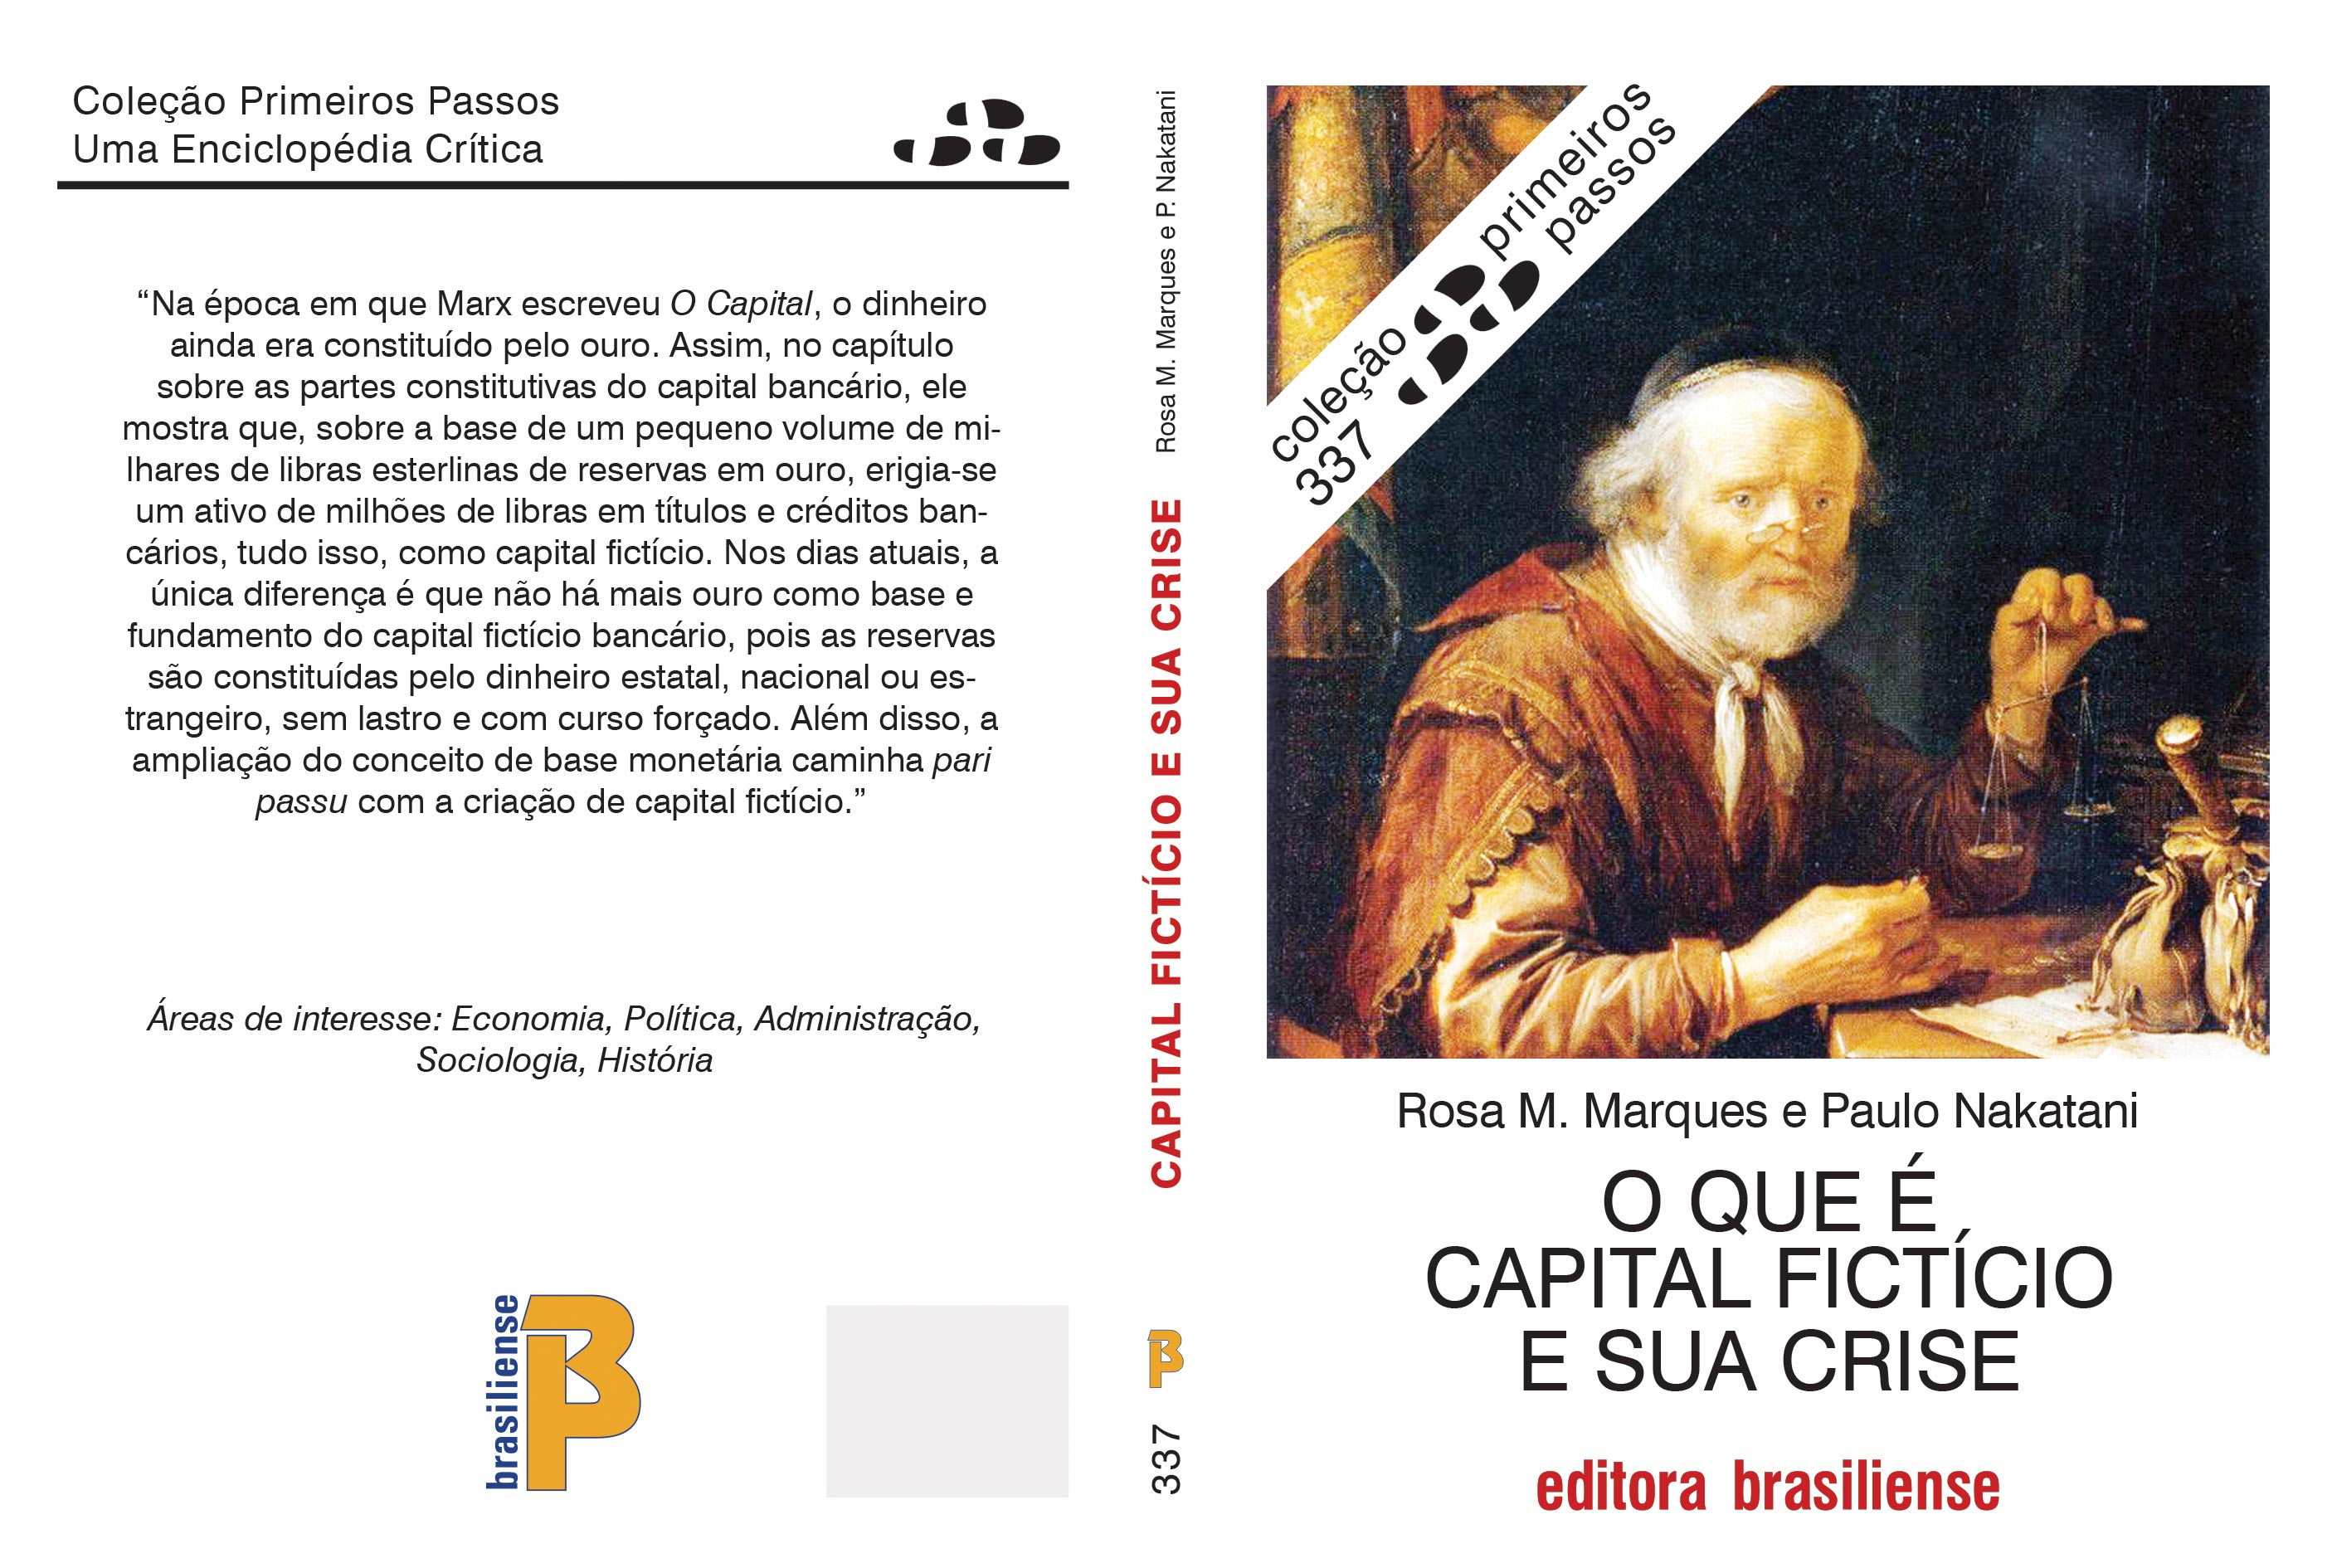 Coleção Primeiros Passos
Uma Enciclopédia Crítica
“Na época em que Marx escreveu O Capital, o dinheiro
ainda era constituído pelo ouro. Assim, no capítulo
sobre as partes constitutivas do capital bancário, ele
mostra que, sobre a base de um pequeno volume de mi-
lhares de libras esterlinas de reservas em ouro, erigia-se
um ativo de milhões de libras em títulos e créditos ban-
cários, tudo isso, como capital fictício. Nos dias atuais, a
única diferença é que não há mais ouro como base e
fundamento do capital fictício bancário, pois as reservas
são constituídas pelo dinheiro estatal, nacional ou es-
trangeiro, sem lastro e com curso forçado. Além disso, a
ampliação do conceito de base monetária caminha pari
passu com a criação de capital fictício.”
Áreas de interesse: Economia, Política, Administração,
Sociologia, História
brasiliense
Rosa M. Marques e P. Nakatani
CAPITAL FICTÍCIO E SUA CRISE
337
coleção
337
primeiros
passos
Rosa M. Marques e Paulo Nakatani
O QUE É
CAPITAL FICTÍCIO
E SUA CRISE
editora brasiliense